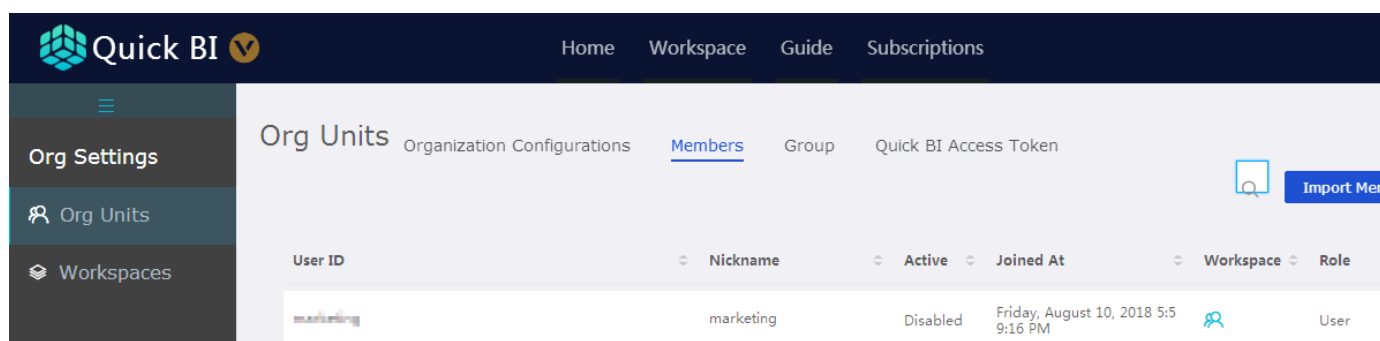 Quick BI V Home Workspace Guide Subscriptions
Org Settings
Org Units Organization Configurations Members Group Quick BI Access Token
Import Mer
Org Units
Workspaces
User ID Nickname Active Joined At Workspace Role
marketing Disabled Friday, August 10, 2018 5:5
9:16 PM User